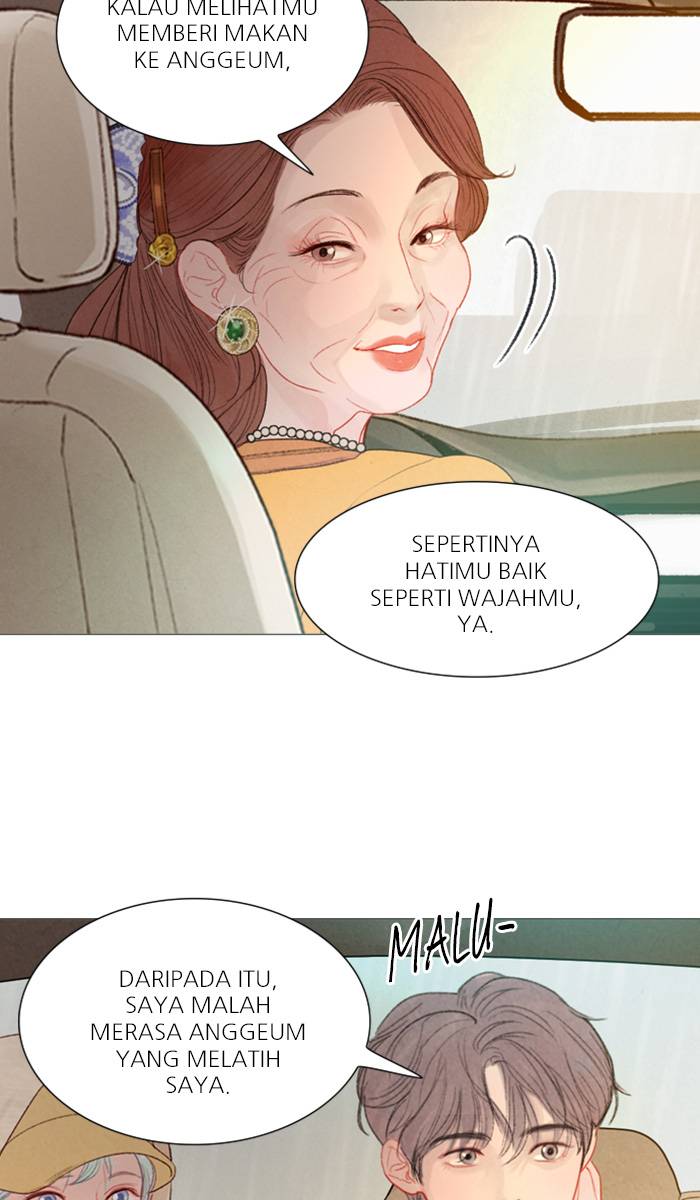 KALAU MELIHATMU
MEMBERI MAKAN
KE ANGGEUM,
SEPERTINYA
HATIMU BAIK
SEPERTI WAJAHMU,
YA.
MALU-
DARIPADA ITU,
SAYA MALAH
MERASA ANGGEUM
YANG MELATIH
SAYA.